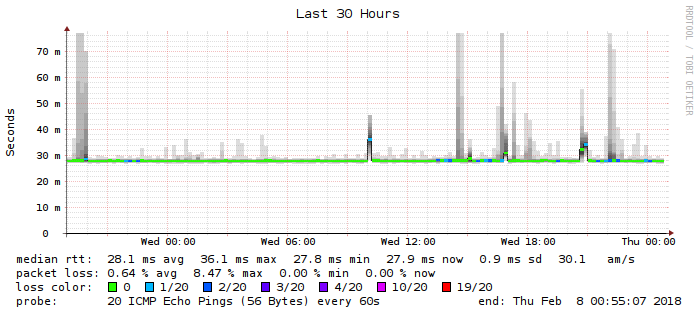 Last 30 Hours
RRDTOOL / TOBI OETIKER
Seconds
70 m
60 m
50 m
40 m
30 m
20 m
10 m
0
Wed 00:00 Wed 06:00 Wed 12:00 Wed 18:00 Thu 00:00
median rtt: 28.1 ms avg 36.1 ms max 27.8 ms min 27.9 ms now 0.9 ms sd 30.1 am/s
packet loss: 0.64 % avg 8.47 % max 0.00 % min 0.00 % now
loss color: 0 1/20 2/20 3/20 4/20 10/20 19/20
probe: 20 ICMP Echo Pings (56 Bytes) every 60s end: Thu Feb 8 00:55:07 2018